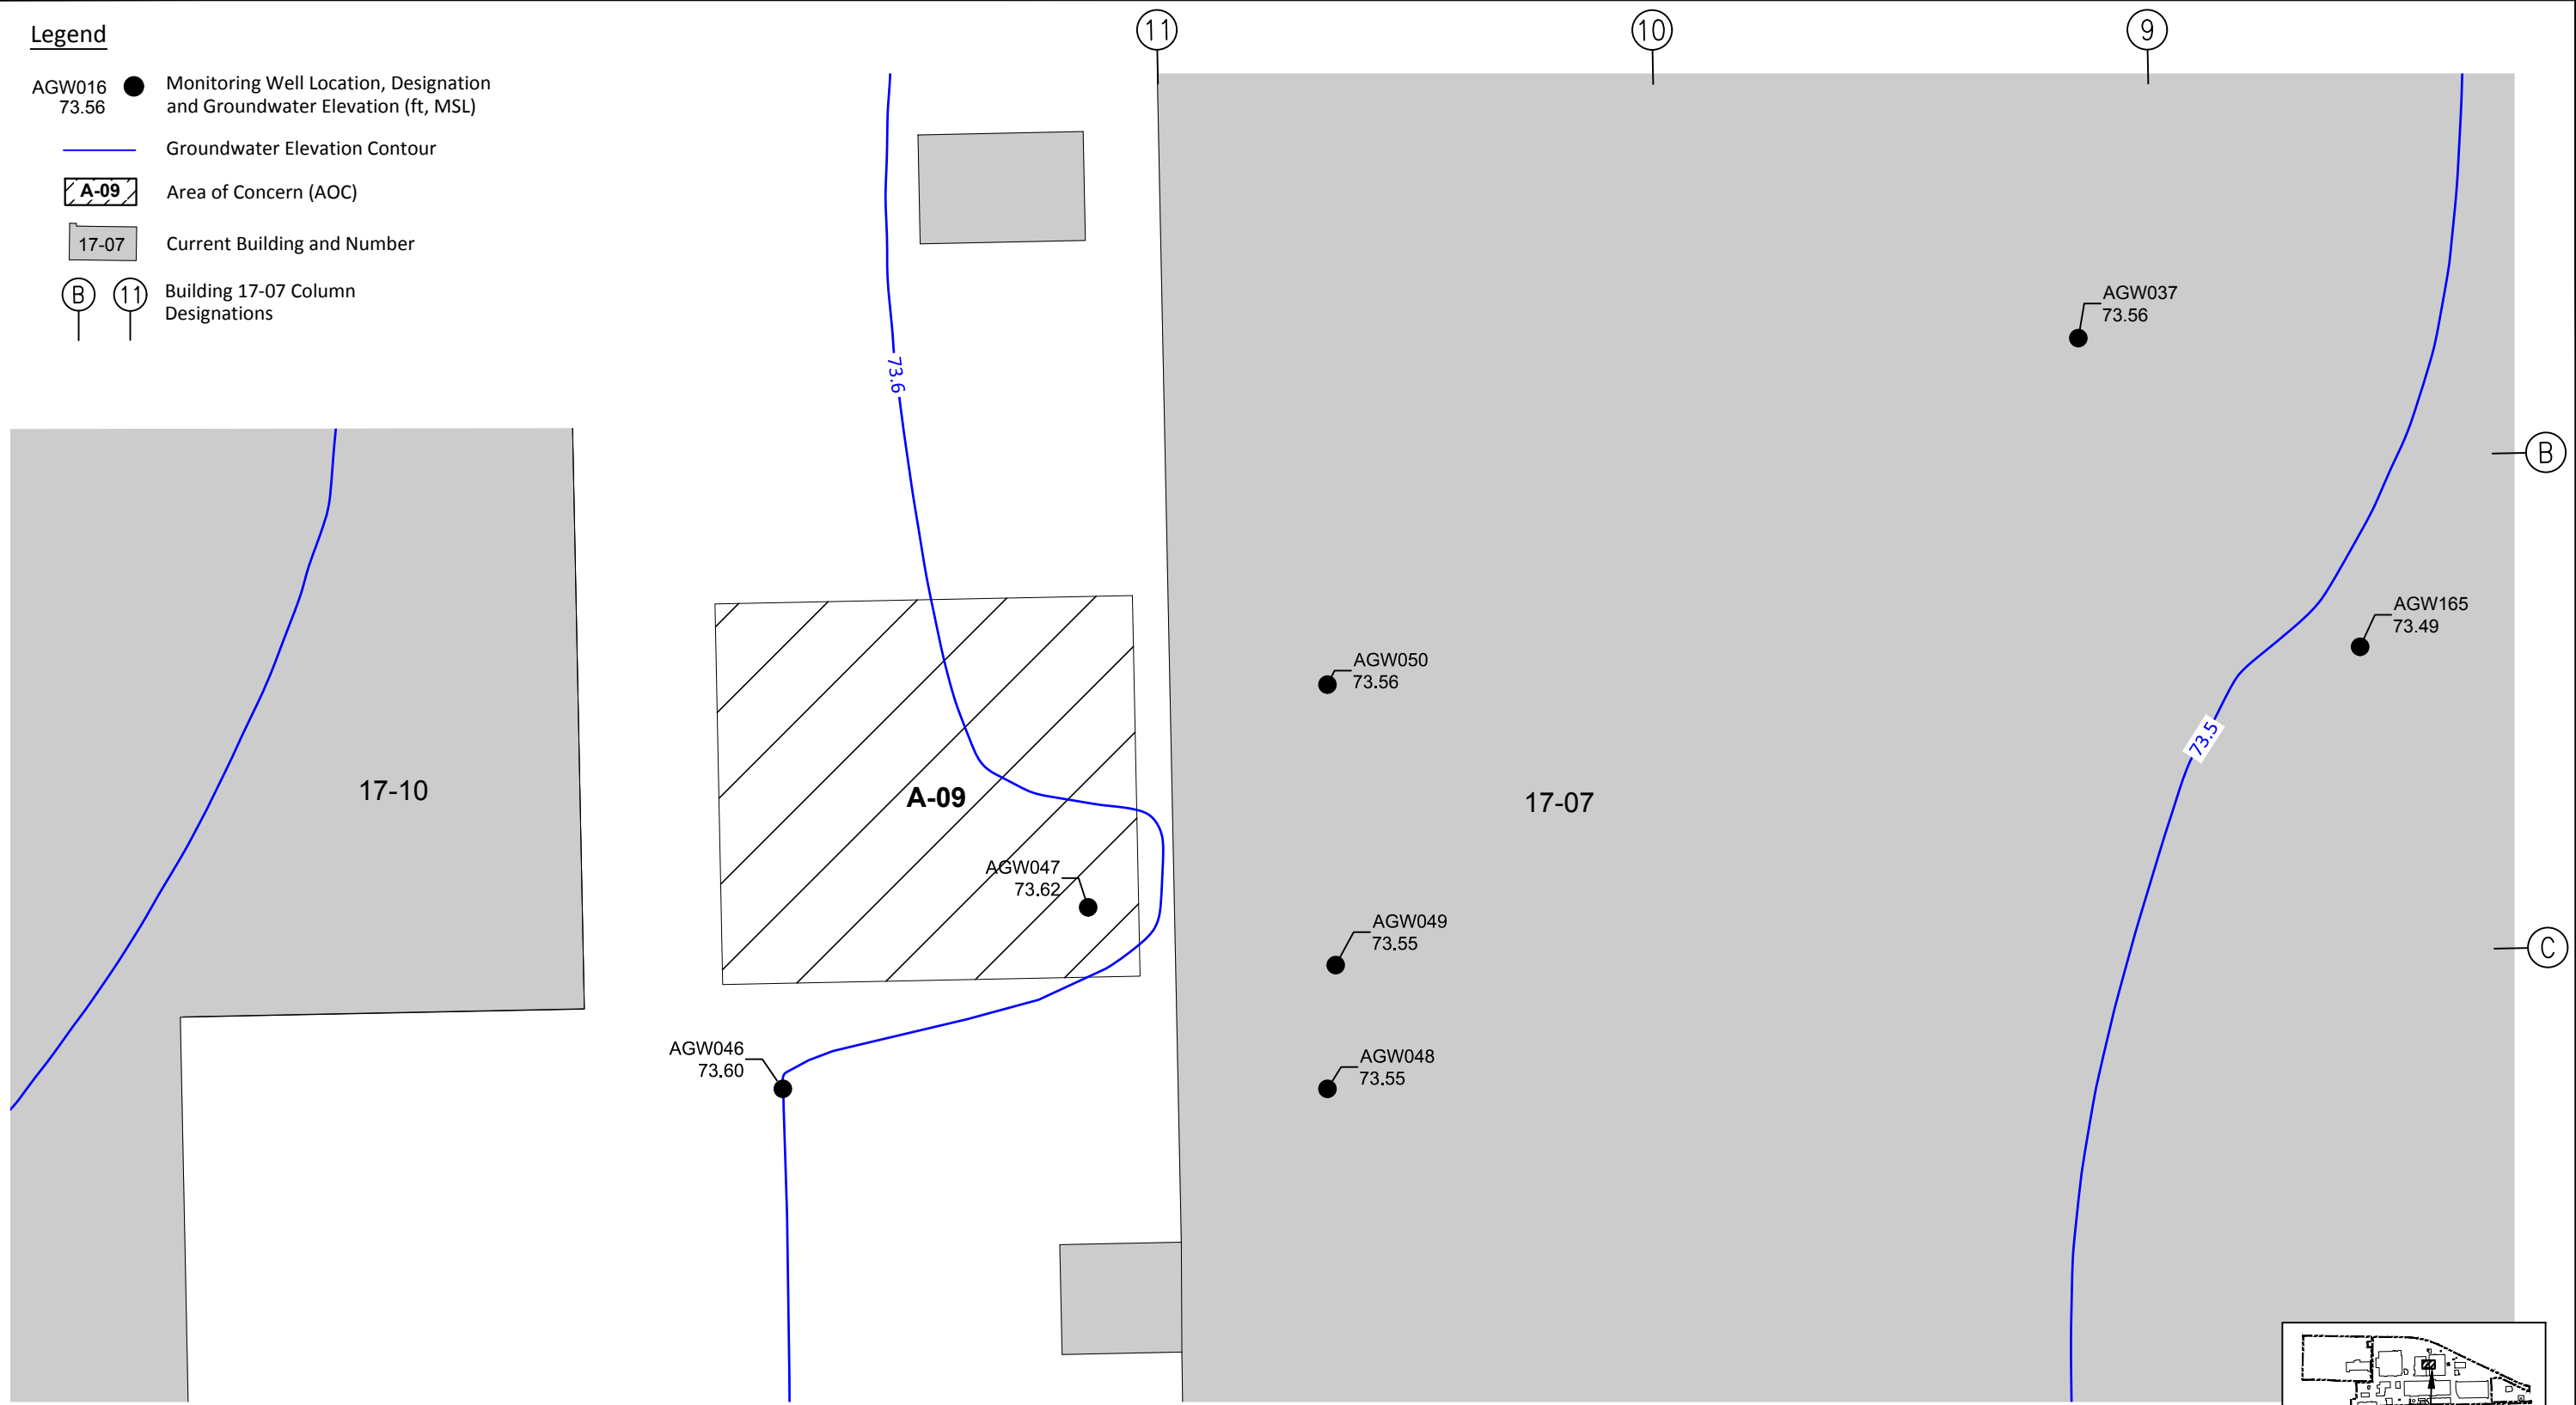 Legend
AGW016
73.56
Monitoring Well Location, Designation
and Groundwater Elevation (ft, MSL)
Groundwater Elevation Contour
A-09
Area of Concern (AOC)
17-07
Current Building and Number
B
11
Building 17-07 Column
Designations
11
10
9
AGW037
73.56
73.6
B
AGW165
73.49
AGW050
73.56
73.5
17-10
A-09
17-07
AGW047
73.62
AGW049
73.55
C
AGW046
73.60
AGW048
73.55